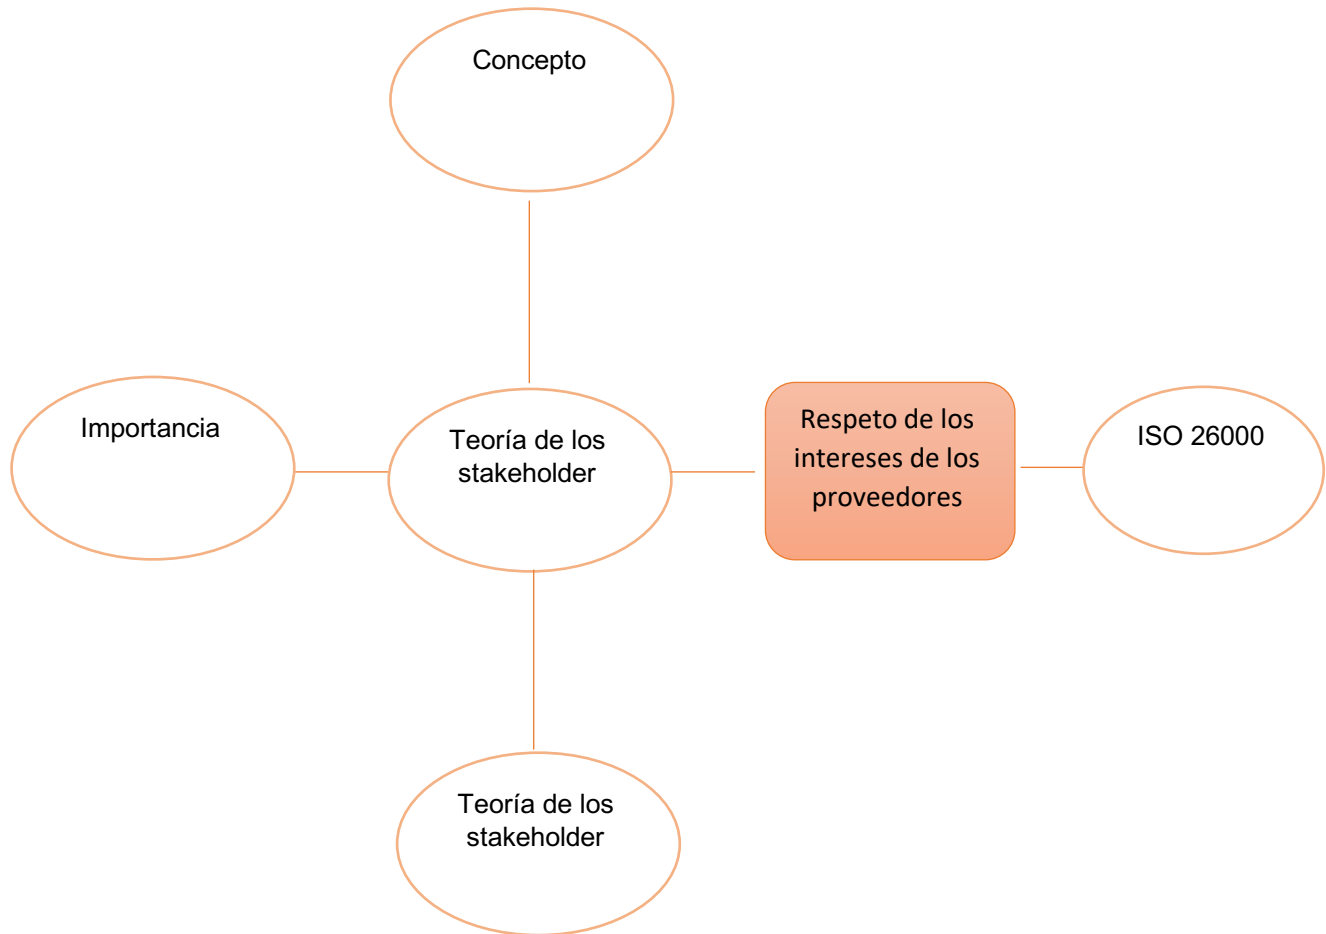 Concepto
Importancia
Teoría de los
stakeholder
Respeto de los
intereses de los
proveedores
ISO 26000
Teoría de los
stakeholder